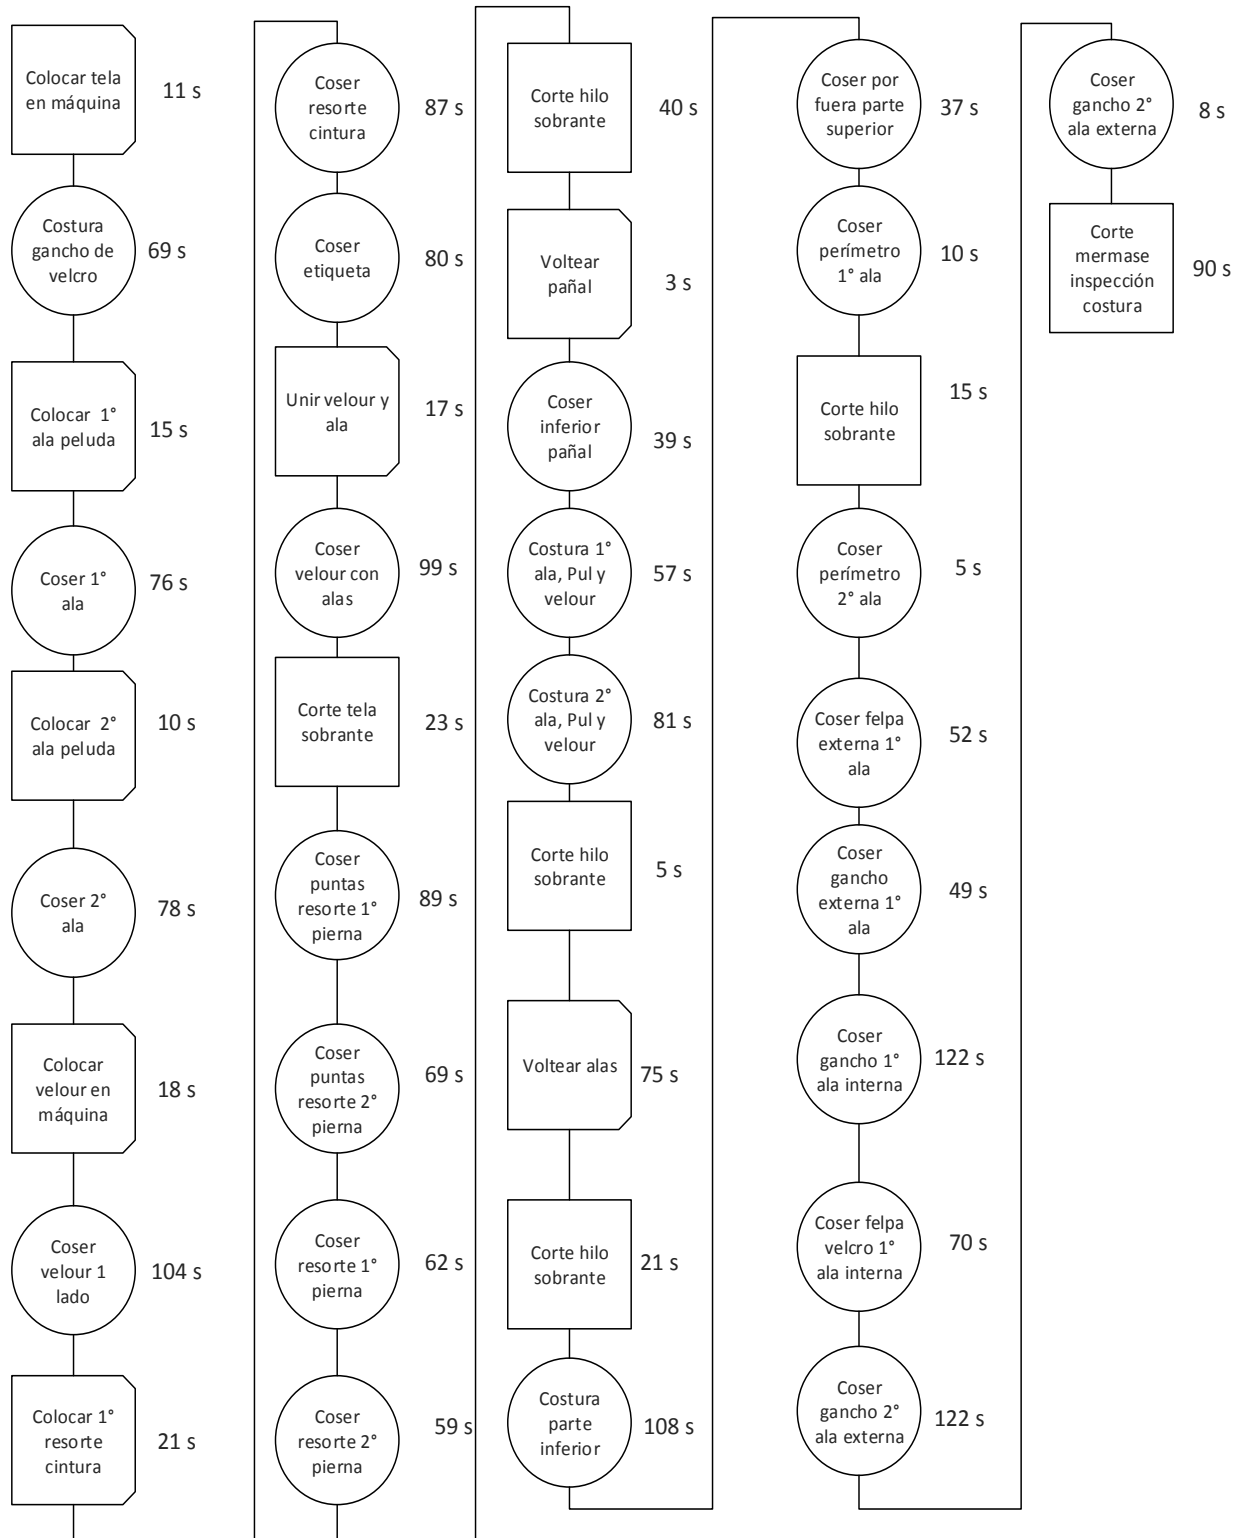 Colocar tela
en máquina
11 s
Costura
gancho de
velcro
69 s
Colocar 1°
ala peluda
15 s
Coser 1°
ala
76 s
Colocar 2°
ala peluda
10 s
Coser 2°
ala
78 s
Colocar
velour en
máquina
18 s
Coser
velour 1
lado
104 s
Colocar 1°
resorte
cintura
21 s
Coser
resorte
cintura
87 s
Coser
etiqueta
80 s
Unir velour y
ala
17 s
Coser
velour con
alas
99 s
Corte tela
sobrante
23 s
Coser
puntas
resorte 1°
pierna
89 s
Coser
puntas
resorte 2°
pierna
69 s
Coser
resorte 1°
pierna
62 s
Coser
resorte 2°
pierna
59 s
Corte hilo
sobrante
40 s
Voltear
pañal
3 s
Coser
inferior
pañal
39 s
Costura 1°
ala, Pul y
velour
57 s
Costura 2°
ala, Pul y
velour
81 s
Corte hilo
sobrante
5 s
Voltear alas
75 s
Corte hilo
sobrante
21 s
Costura
parte
inferior
108 s
Coser por
fuera parte
superior
37 s
Coser
perímetro
1° ala
10 s
Corte hilo
sobrante
15 s
Coser
perímetro
2° ala
5 s
Coser felpa
externa 1°
ala
52 s
Coser
gancho
externa 1°
ala
49 s
Coser
gancho 1°
ala interna
122 s
Coser felpa
velcro 1°
ala interna
70 s
Coser
gancho 2°
ala externa
122 s
Coser
gancho 2°
ala externa
8 s
Corte
mermase
inspección
costura
90 s